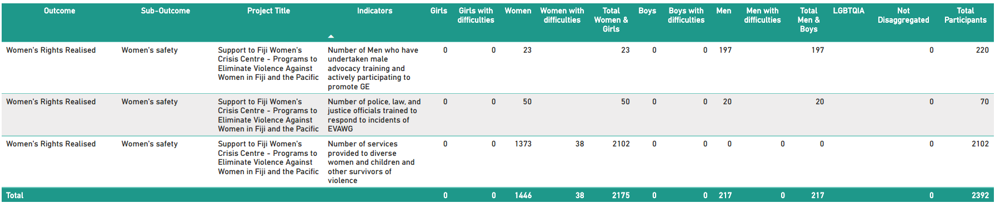 Outcome Sub-Outcome Project Title Indicators Girls Girls with difficulties Women Women with difficulties Total Women & Girls Boys Boys with difficulties Men Men with difficulties Total Men & Boys LGBTQIA Not Disaggregated Total Participants
Women's Rights Realised Women's safety Support to Fiji Women's Number of Men who have 0 0 23 23 0 0 197 197 0 220
Crisis Centre - Programs to undertaken male
Eliminate Violence Against advocacy training and
Women in Fiji and the Pacific actively participating to
promote GE
Women's Rights Realised Women's safety Support to Fiji Women's Number of police, law, and 0 0 50 50 0 0 20 20 0 70
Crisis Centre - Programs to justice officials trained to
Eliminate Violence Against respond to incidents of
Women in Fiji and the Pacific EVAWG
Women's Rights Realised Women's safety Support to Fiji Women's Number of services 0 0 1373 38 2102 0 0 0 0 0 0 2102
Crisis Centre - Programs to provided to diverse
Eliminate Violence Against women and children and
Women in Fiji and the Pacific other survivors of
violence
Total 0 0 1446 38 2175 0 0 217 0 217 0 2392